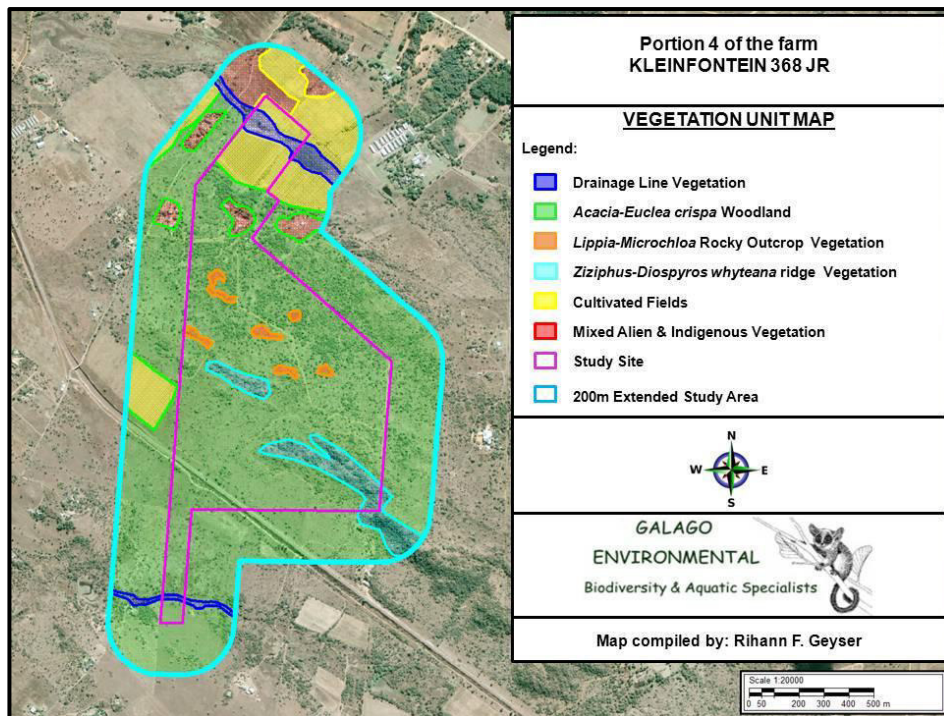 Portion 4 of the farm
KLEINFONTEIN 368 JR
VEGETATION UNIT MAP
Legend:
Drainage Line Vegetation
Acacia-Euclea crispa Woodland
Lippia-Microchloa Rocky Outcrop Vegetation
Ziziphus-Diospyros whyteana ridge Vegetation
Cultivated Fields
Mixed Alien & Indigenous Vegetation
Study Site
200m Extended Study Area
N
W E
S
GALAGO
ENVIRONMENTAL
Biodiversity & Aquatic Specialists
Map compiled by: Rihann F. Geyser
Scale 1:20000
0 50 200 300 400 500 m